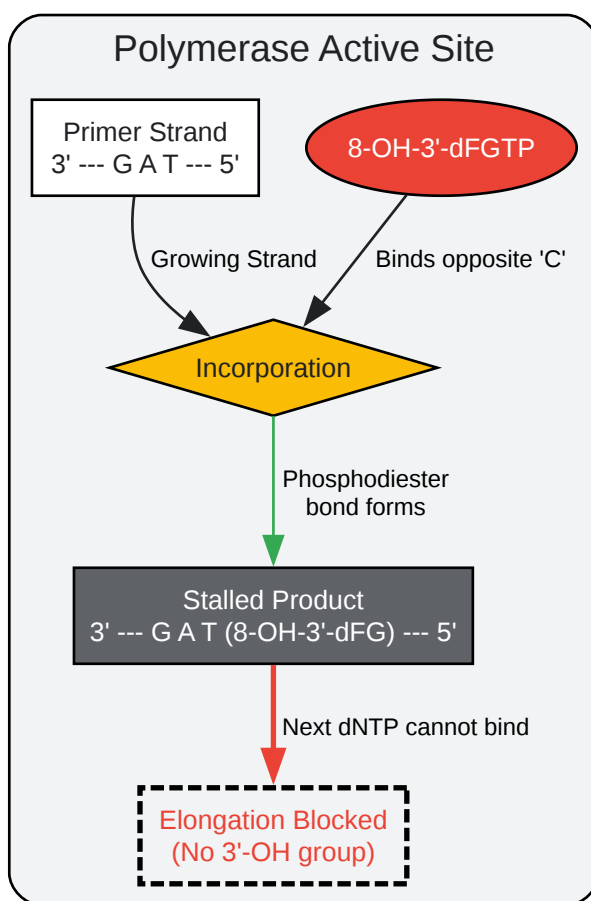 Polymerase Active Site
Primer Strand
3' --- G A T --- 5'
8-OH-3'-dFGTP
Growing Strand
Binds opposite 'C'
Incorporation
Phosphodiester
bond forms
Stalled Product
3' --- G A T (8-OH-3'-dFG) --- 5'
Next dNTP cannot bind
Elongation Blocked
(No 3'-OH group)